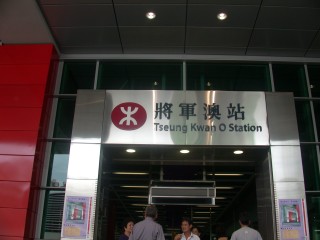 將軍澳站
Tseung Kwan O Station